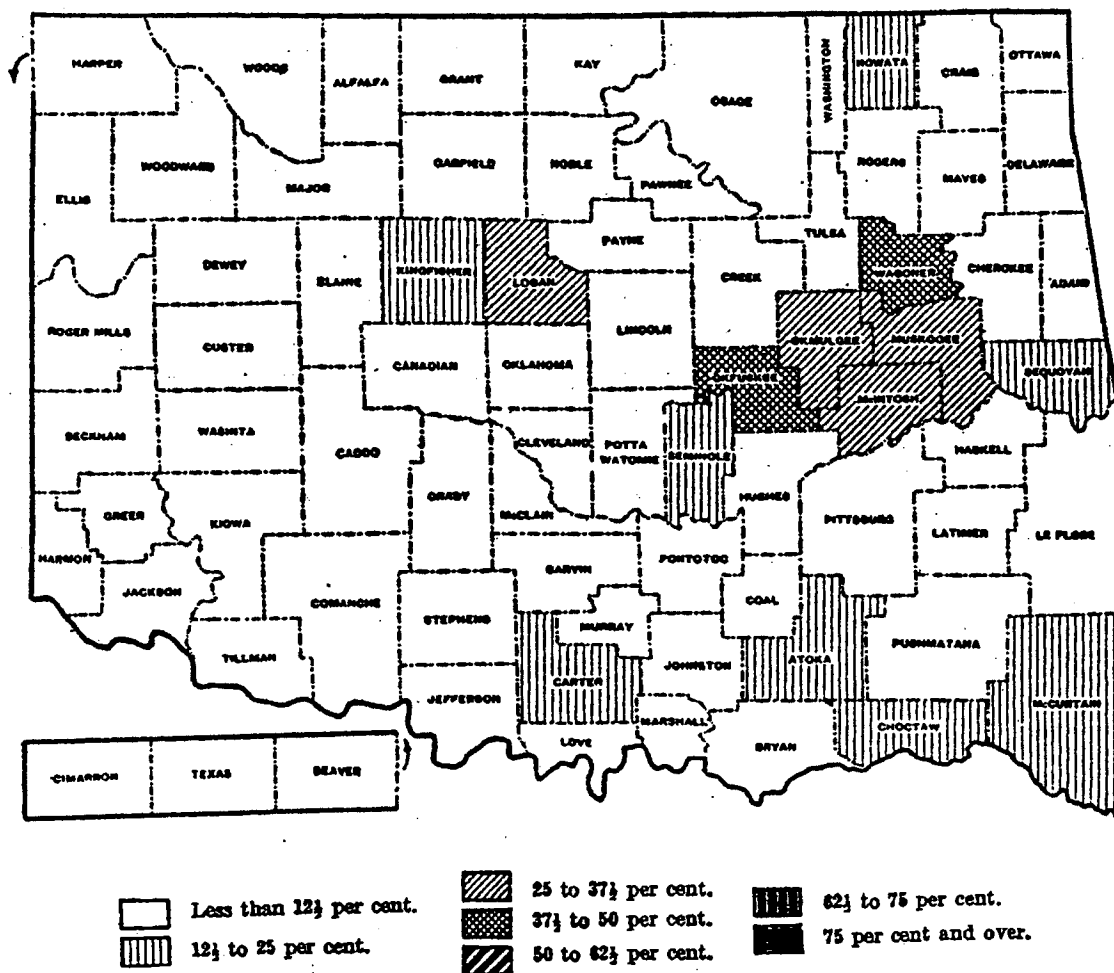 HARPER WOODS ALFALFA GRANT KAY OSAGE WASHINGTON NOWATA CRAIG OTTAWA
ELLIS WOODWARD MAJOR GARFIELD NOBLE PAWNEE ROGERS MAYES DELAWARE
DEWEY BLAINE KINGFISHER LOGAN PAYNE CREEK TULSA WAGONER CHEROKEE ADAIR
ROGER MILLS CUSTER CANADIAN OKLAHOMA LINCOLN OKMULGEE MUSKOGEE SEQUOYAH
BECKHAM WASHITA CADDO CLEVELAND POTTA
WATOMIE SEMINOLE OKFUSKEE McINTOSH HASKELL
GREER KIOWA GRADY McCLAIN HUGHES PITTSBURG LATIMER LE FLORE
HARMON JACKSON COMANCHE STEPHENS GARVIN PONTOTOC COAL
TILLMAN JEFFERSON CARTER MURRAY JOHNSTON ATOKA PUSHMATAHA McCURTAIN
LOVE MARSHALL BRYAN CHOCTAW
CIMARRON TEXAS BEAVER
Less than 12½ per cent.
12½ to 25 per cent.
25 to 37½ per cent.
37½ to 50 per cent.
50 to 62½ per cent.
62½ to 75 per cent.
75 per cent and over.